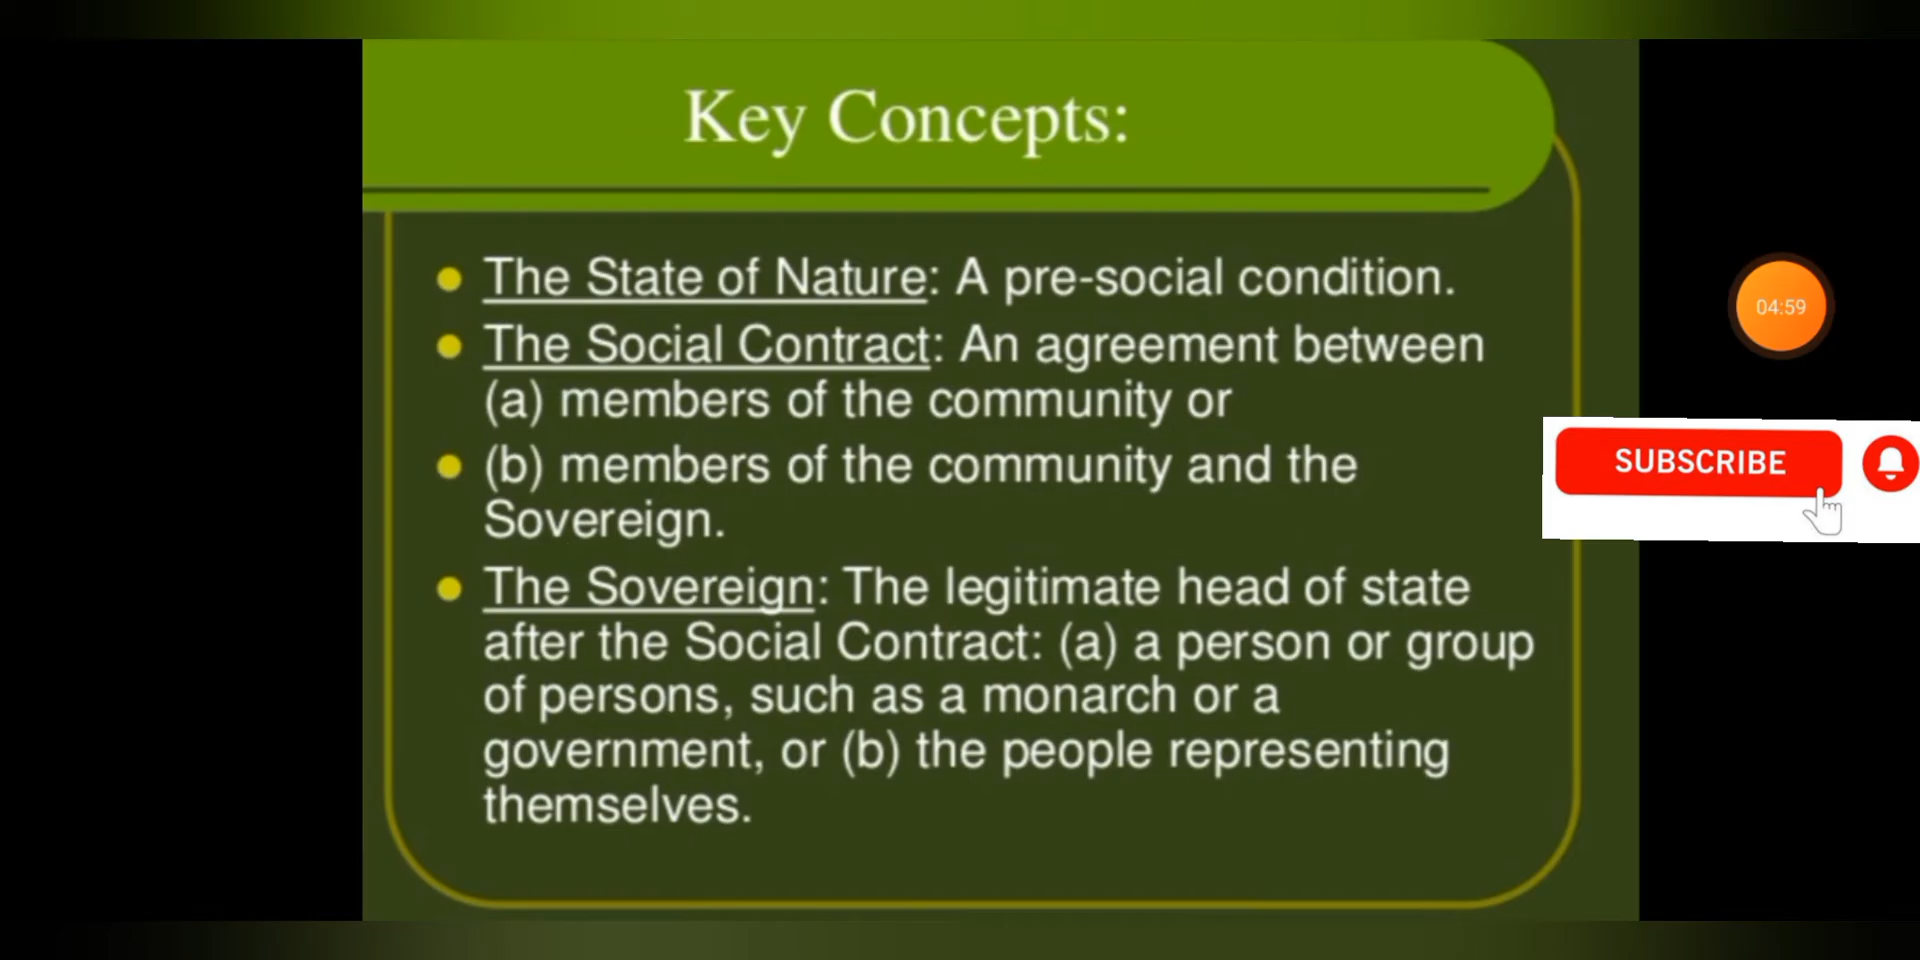 Key Concepts:
The State of Nature: A pre-social condition.
The Social Contract: An agreement between
(a) members of the community or
(b) members of the community and the
Sovereign.
The Sovereign: The legitimate head of state
after the Social Contract: (a) a person or group
of persons, such as a monarch or a
government, or (b) the people representing
themselves.
04:59
SUBSCRIBE